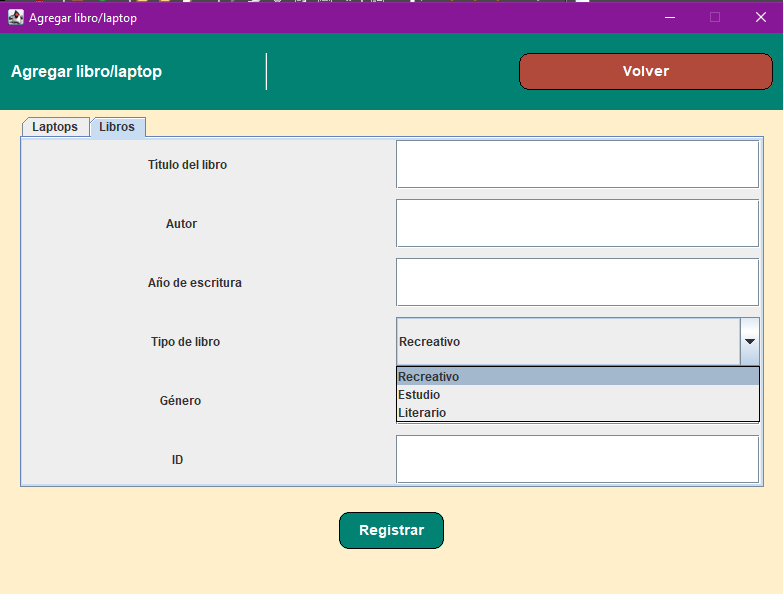 Agregar libro/laptop
Agregar libro/laptop
Volver
Laptops
Libros
Título del libro
Autor
Año de escritura
Tipo de libro
Recreativo
Recreativo
Estudio
Literario
Género
ID
Registrar